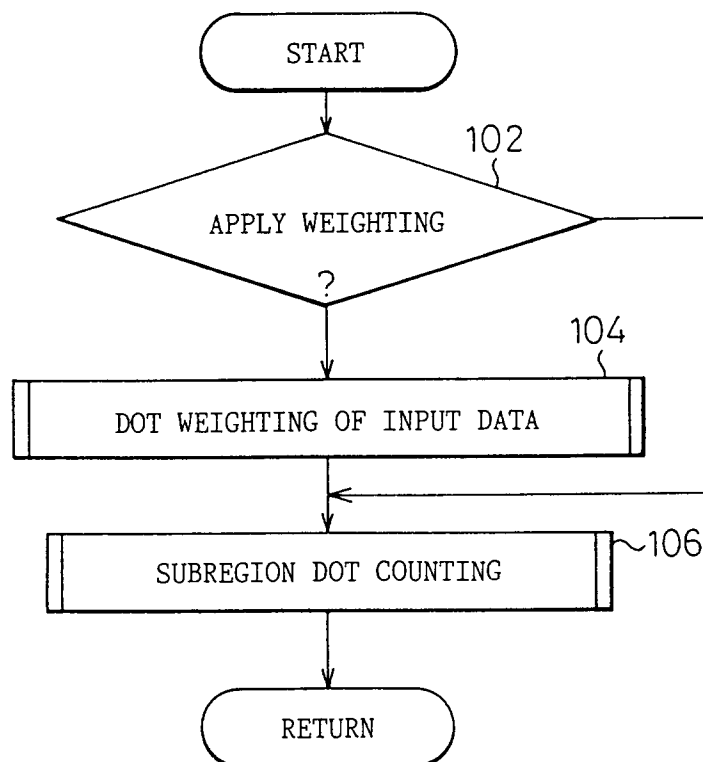 START
102
APPLY WEIGHTING
?
104
DOT WEIGHTING OF INPUT DATA
SUBREGION DOT COUNTING
106
RETURN